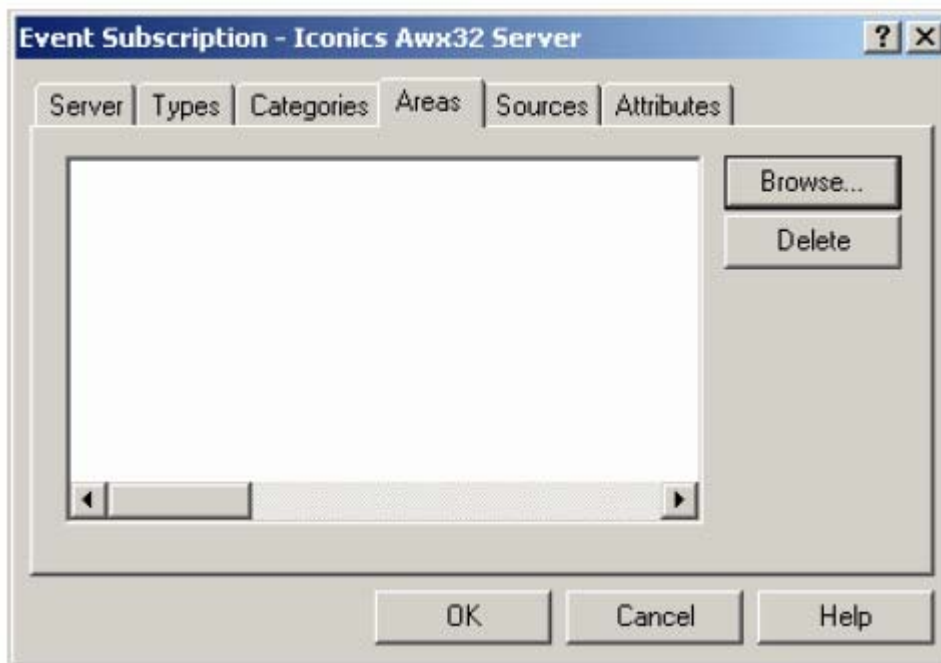 Event Subscription - Iconics Awx32 Server
Server Types Categories Areas Sources Attributes
Browse...
Delete
OK Cancel Help